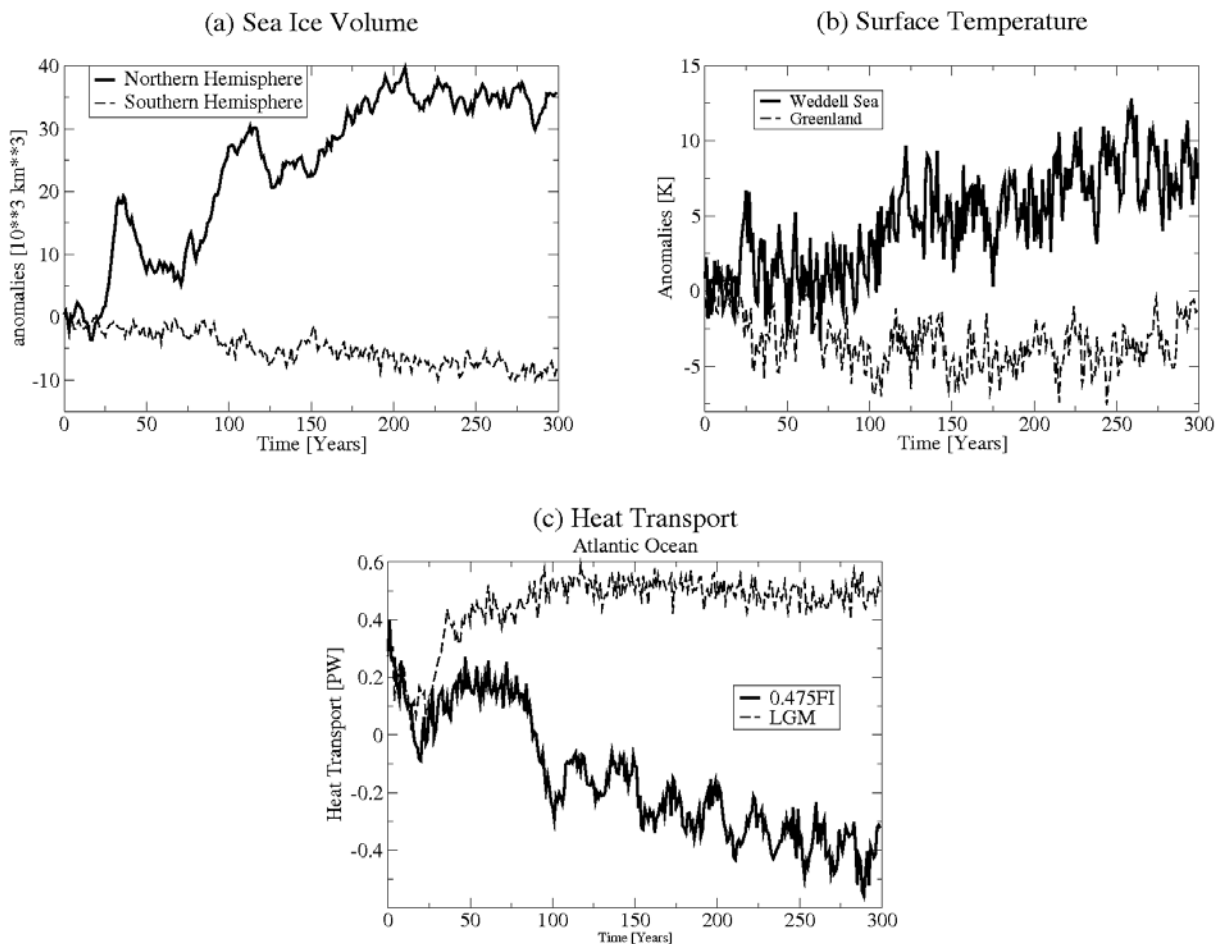 (a) Sea Ice Volume
40
30
20
10
0
-10
anomalies [10**3 km**3]
Northern Hemisphere
Southern Hemisphere
0 50 100 150 200 250 300
Time [Years]
(b) Surface Temperature
15
10
5
0
-5
Anomalies [K]
Weddell Sea
Greenland
0 50 100 150 200 250 300
Time [Years]
(c) Heat Transport
Atlantic Ocean
0.6
0.4
0.2
0
-0.2
-0.4
Heat Transport [PW]
0.475FI
LGM
0 50 100 150 200 250 300
Time [Years]